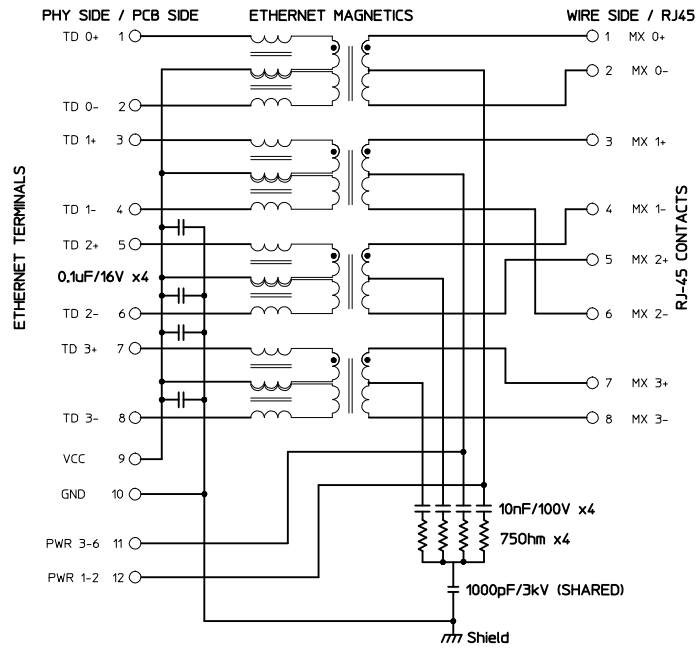 PHY SIDE / PCB SIDE ETHERNET MAGNETICS WIRE SIDE / RJ45
TD 0+ 1 1 MX 0+
2 MX 0-
TD 0- 2
TD 1+ 3 3 MX 1+
TD 1- 4 4 MX 1-
TD 2+ 5 5 MX 2+
0.1uF/16V x4
TD 2- 6 6 MX 2-
TD 3+ 7
7 MX 3+
TD 3- 8 8 MX 3-
VCC 9
GND 10
10nF/100V x4
PWR 3-6 11 75Ohm x4
PWR 1-2 12
1000pF/3kV (SHARED)
Shield
ETHERNET TERMINALS
RJ-45 CONTACTS